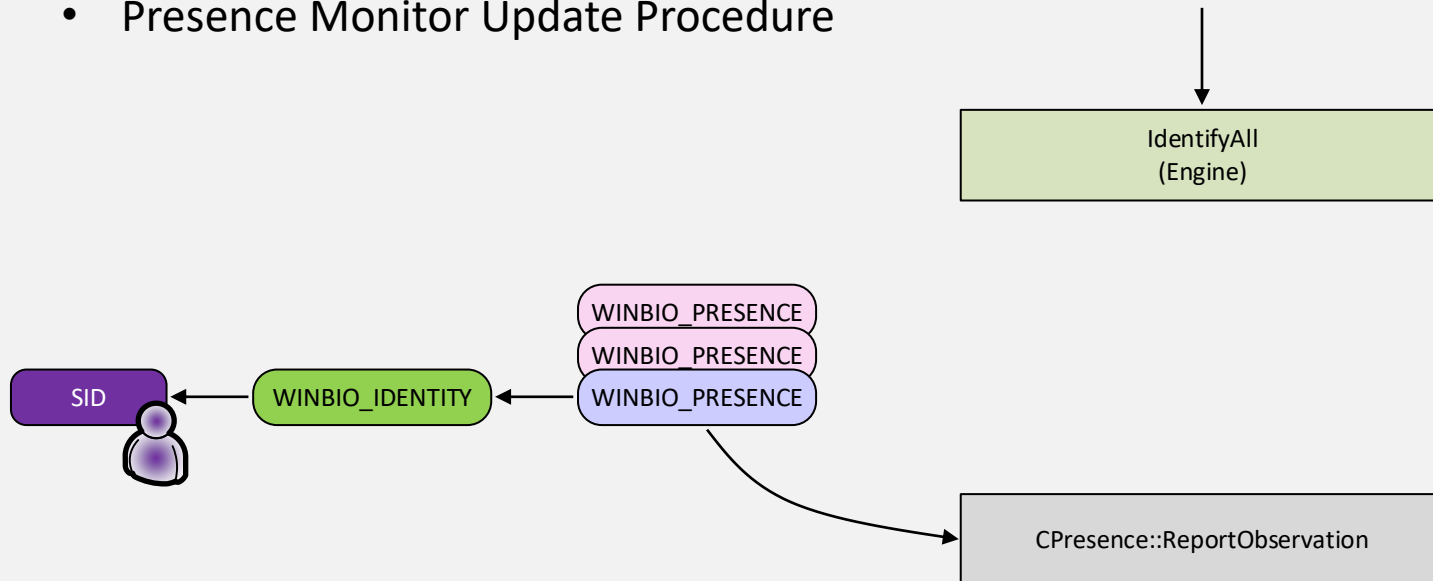 • Presence Monitor Update Procedure
IdentifyAll
(Engine)
WINBIO_PRESENCE
WINBIO_PRESENCE
SID
WINBIO_IDENTITY
WINBIO_PRESENCE
CPresence::ReportObservation